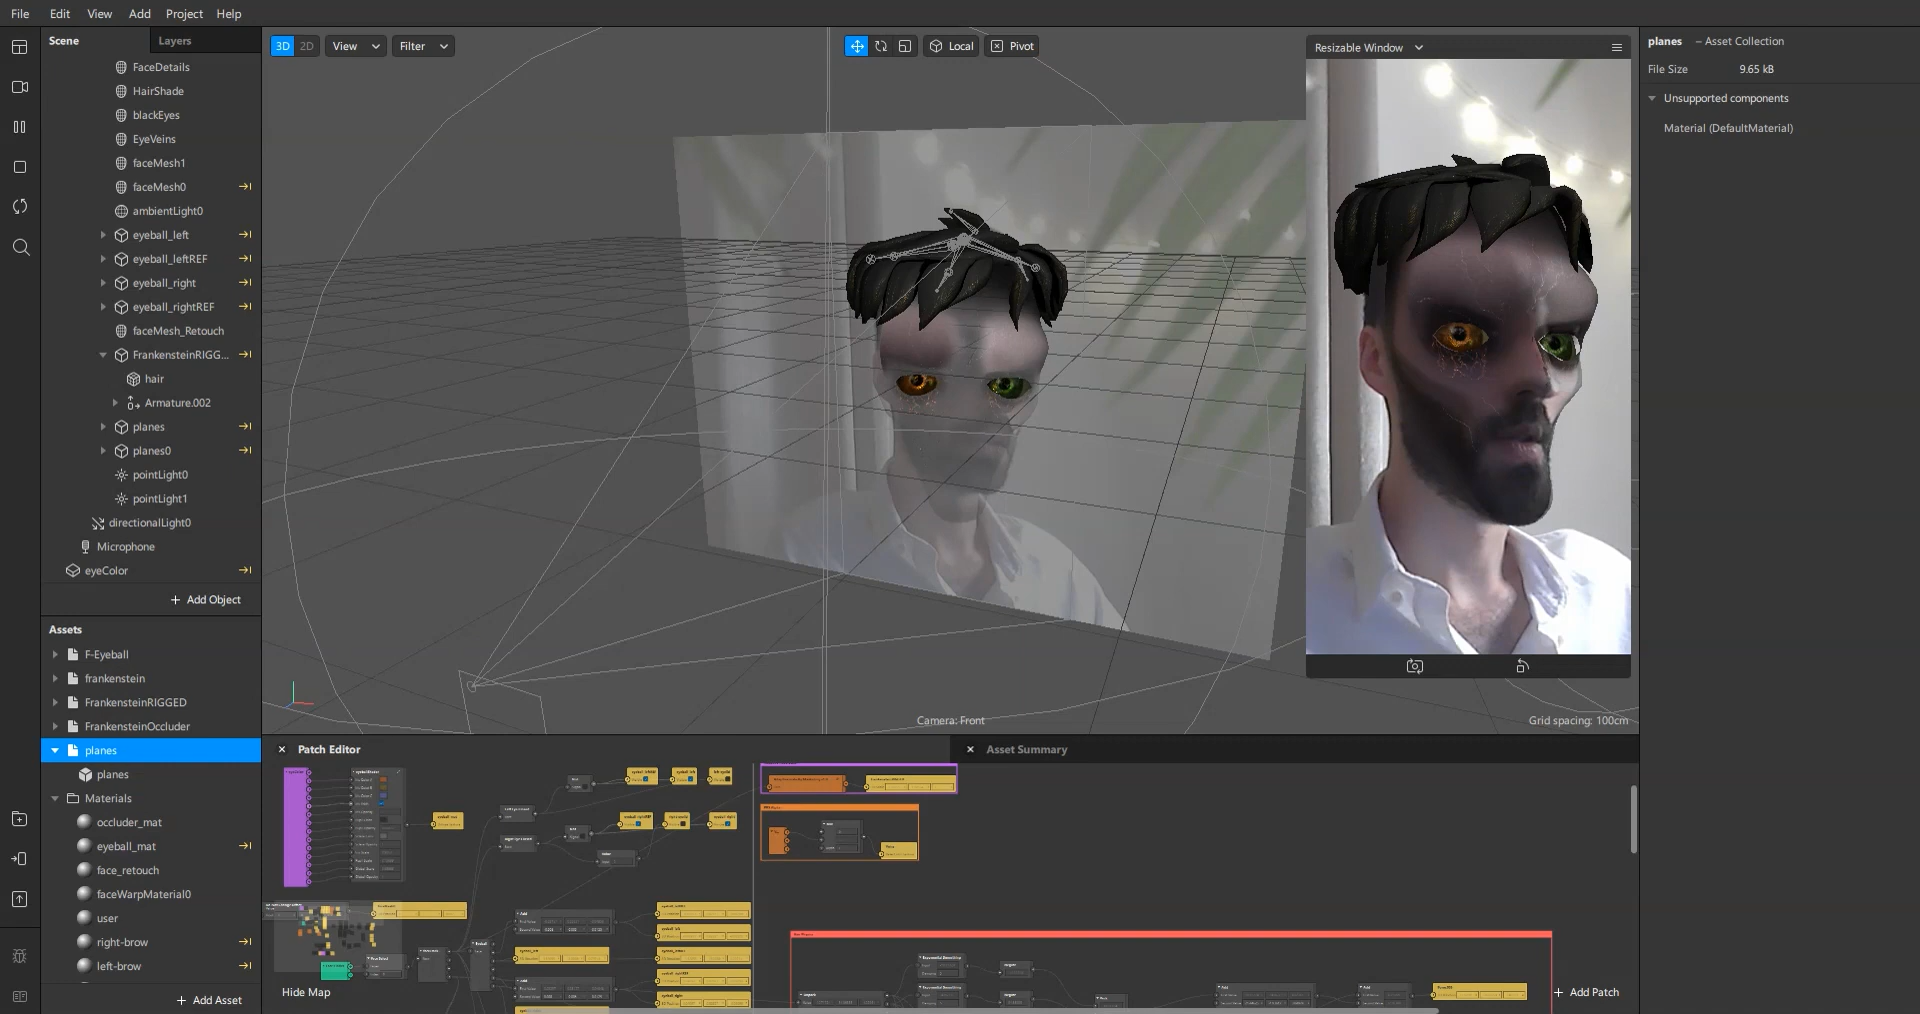 File Edit View Add Project Help
Scene Layers
FaceDetails
HairShade
blackEyes
EyeVeins
faceMesh1
faceMesh0
ambientLight0
eyeball_left
eyeball_leftREF
eyeball_right
eyeball_rightREF
faceMesh_Retouch
FrankensteinRIGG...
hair
Armature.002
planes
planes0
pointLight0
pointLight1
directionalLight0
Microphone
eyeColor
+ Add Object
Assets
F-Eyeball
frankenstein
FrankensteinRIGGED
FrankensteinOccluder
planes
planes
Materials
occluder_mat
eyeball_mat
face_retouch
faceWarpMaterial0
user
right-brow
left-brow
+ Add Asset
3D 2D View Filter
Local Pivot
Camera: Front
Grid spacing: 100cm
Resizable Window
Patch Editor
Asset Summary
Hide Map
+ Add Patch
planes – Asset Collection
File Size 9.65 kB
Unsupported components
Material (DefaultMaterial)